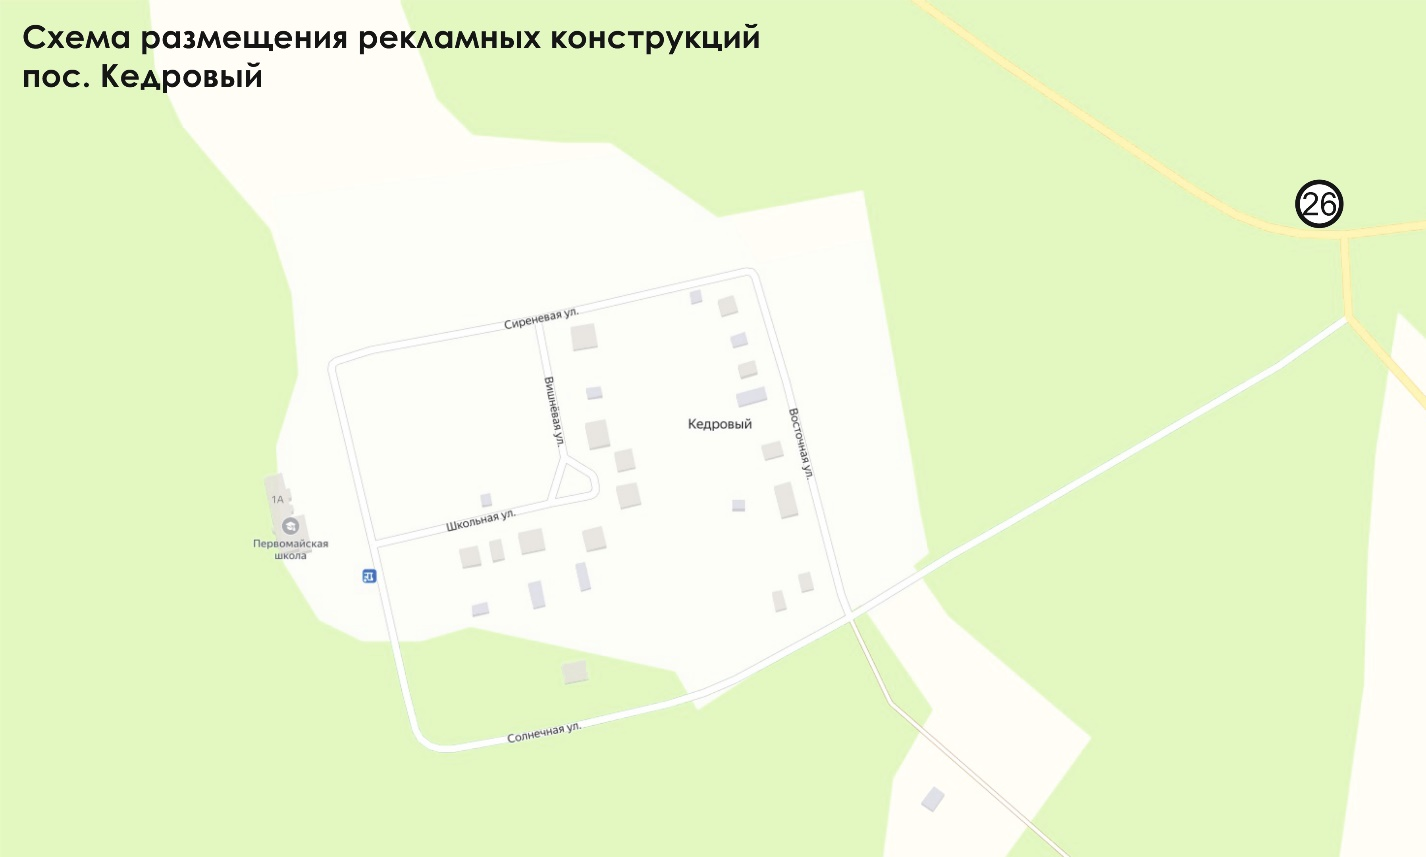 Схема размещения рекламных конструкций
пос. Кедровый
26
Сиреневая ул.
Вишнёвая ул.
Кедровый
Восточная ул.
1А
Школьная ул.
Первомайская
школа
Солнечная ул.